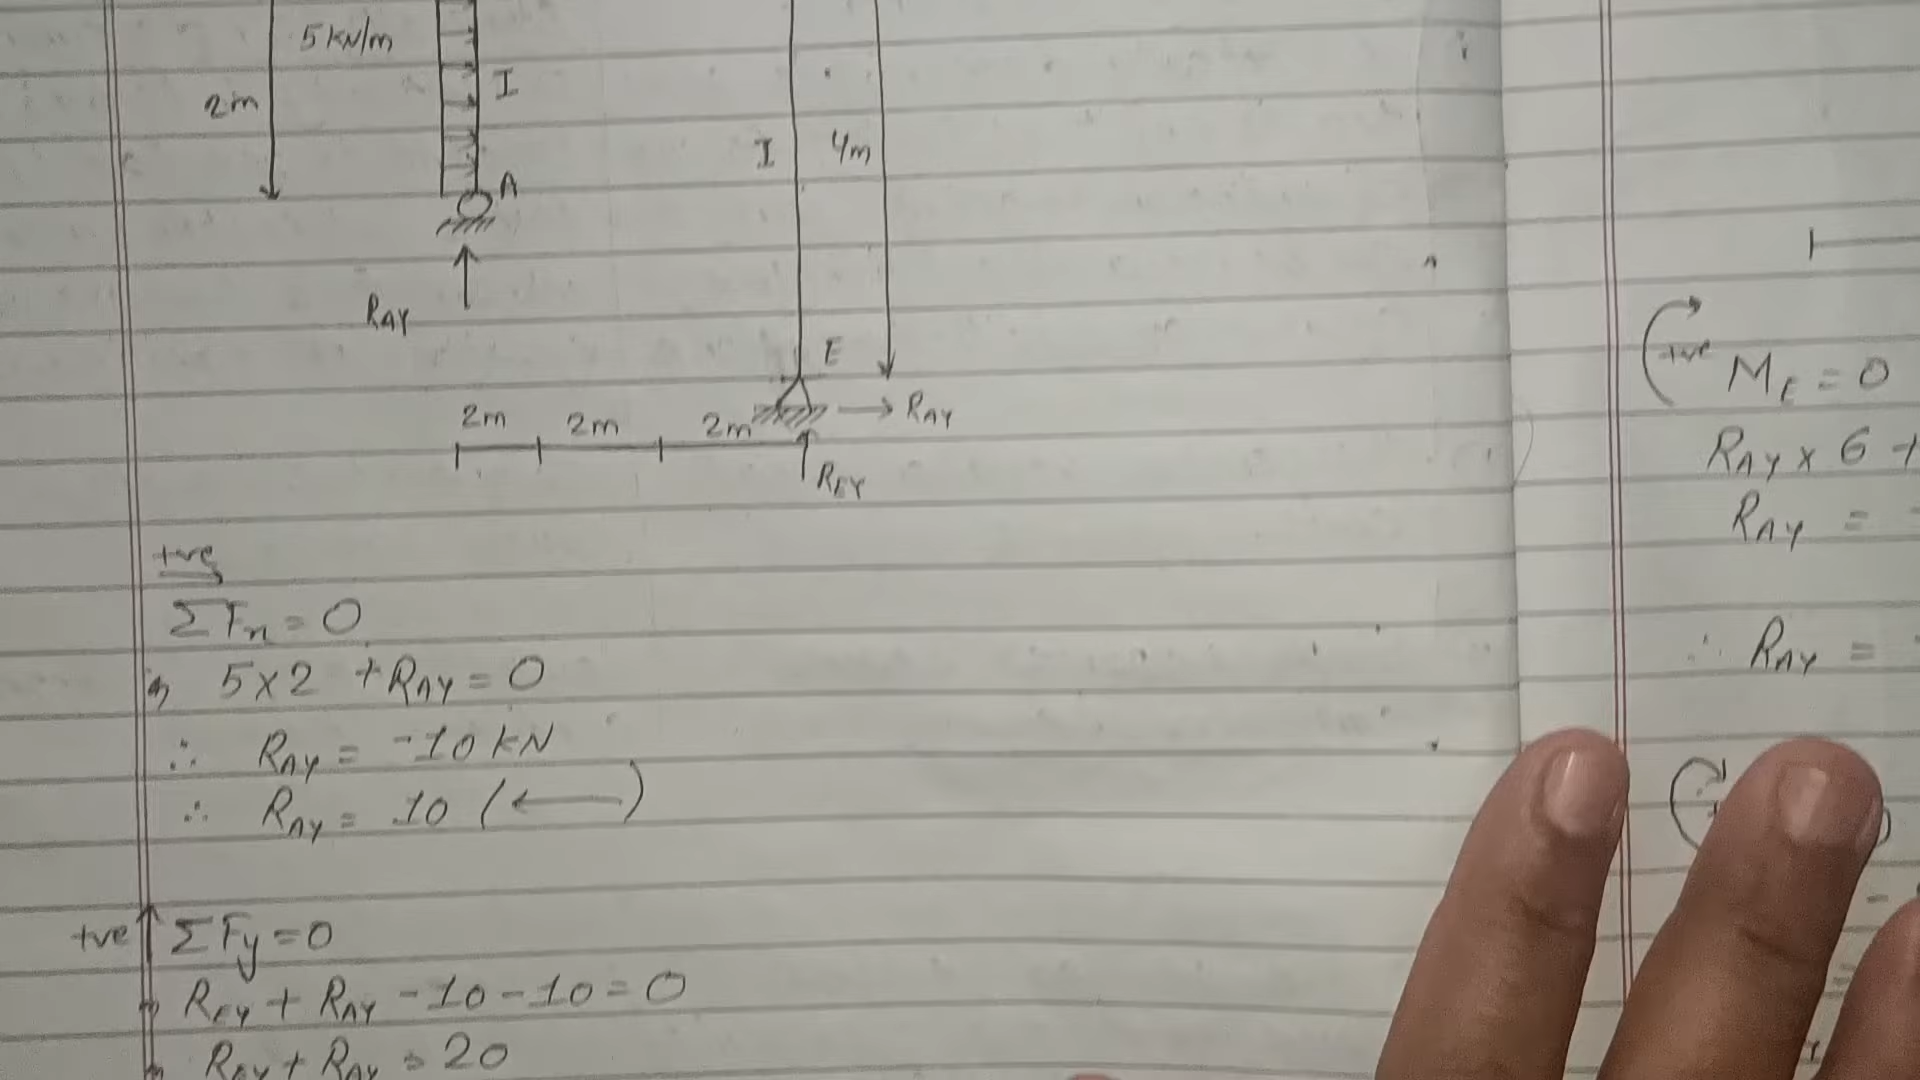 5 kN/m
2m
I
A
RAY
I
4m
E
RAY
2m 2m 2m
REY
+ve
ΣFx = 0
5×2 + RAY = 0
∴ RAY = -10 kN
∴ RAY = 10 (←)
+ve ↑ ΣFy = 0
REY + RAY - 10 - 10 = 0
REY + RAY = 20
+ve ME = 0
RAY × 6 +
RAY =
∴ RAY =